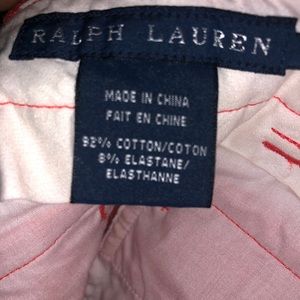 RALPH LAUREN
MADE IN CHINA
FAIT EN CHINE
92% COTTON/COTON
8% ELASTANE/
ELASTHANNE